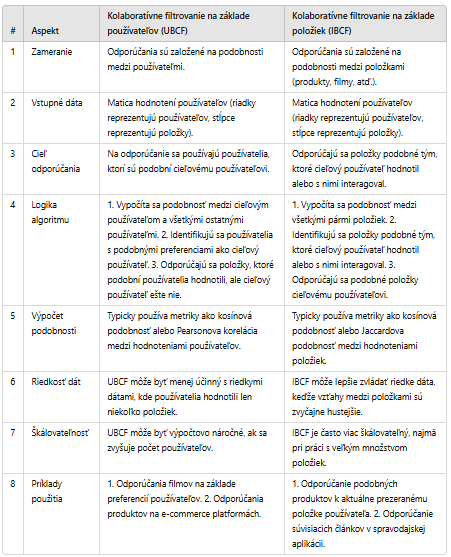 # Aspekt Kolaboratívne filtrovanie na základe používateľov (UBCF) Kolaboratívne filtrovanie na základe položiek (IBCF)
1 Zameranie
Odporúčania sú založené na podobnosti
medzi používateľmi.
Odporúčania sú založené na
podobnosti medzi položkami
(produkty, filmy, atď.).
2 Vstupné dáta
Matica hodnotení používateľov (riadky
reprezentujú používateľov, stĺpce
reprezentujú položky).
Matica hodnotení používateľov
(riadky reprezentujú používateľov,
stĺpce reprezentujú položky).
3 Cieľ
odporúčania
Na odporúčanie sa používajú používatelia,
ktorí sú podobní cieľovému používateľovi.
Odporúčajú sa položky podobné tým,
ktoré cieľový používateľ hodnotil
alebo s nimi interagoval.
4 Logika
algoritmu
1. Vypočíta sa podobnosť medzi cieľovým
používateľom a všetkými ostatnými
používateľmi. 2. Identifikujú sa používatelia
s podobnými preferenciami ako cieľový
používateľ. 3. Odporúčajú sa položky, ktoré
podobní používatelia hodnotili, ale cieľový
používateľ ešte nie.
1. Vypočíta sa podobnosť medzi
všetkými pármi položiek. 2.
Identifikujú sa položky podobné tým,
ktoré cieľový používateľ hodnotil
alebo s nimi interagoval. 3.
Odporúčajú sa podobné položky
cieľovému používateľovi.
5 Výpočet
podobnosti
Typicky používa metriky ako kosínová
podobnosť alebo Pearsonova korelácia
medzi hodnoteniami používateľov.
Typicky používa metriky ako kosínová
podobnosť alebo Jaccardova
podobnosť medzi hodnoteniami
položiek.
6 Riedkosť dát
UBCF môže byť menej účinný s riedkymi
dátami, kde používatelia hodnotili len
niekoľko položiek.
IBCF môže lepšie zvládať riedke dáta,
keďže vzťahy medzi položkami sú
zvyčajne hustejšie.
7 Škálovateľnosť
UBCF môže byť výpočtovo náročné, ak sa
zvyšuje počet používateľov.
IBCF je často viac škálovateľný, najmä
pri práci s veľkým množstvom
položiek.
8 Príklady
použitia
1. Odporúčania filmov na základe
preferencií používateľov. 2. Odporúčania
produktov na e-commerce platformách.
1. Odporúčanie podobných
produktov k aktuálne prezeranému
položke používateľa. 2. Odporúčanie
súvisiacich článkov v spravodajskej
aplikácii.